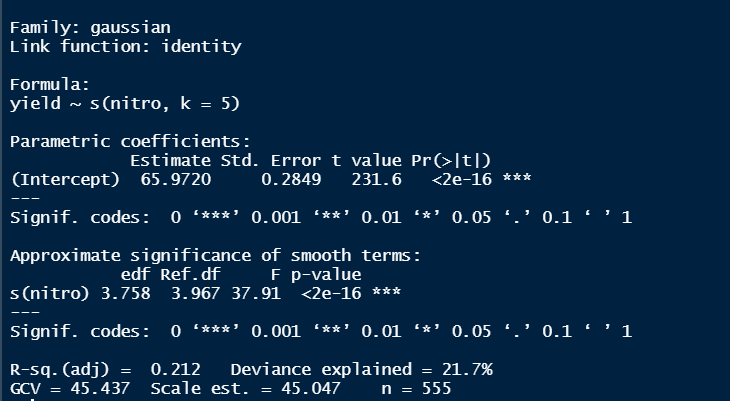 Family: gaussian
Link function: identity
Formula:
yield ~ s(nitro, k = 5)
Parametric coefficients:
Estimate Std. Error t value Pr(>|t|)
(Intercept) 65.9720 0.2849 231.6 <2e-16 ***
---
Signif. codes: 0 ‘***’ 0.001 ‘**’ 0.01 ‘*’ 0.05 ‘.’ 0.1 ‘ ’ 1
Approximate significance of smooth terms:
edf Ref.df F p-value
s(nitro) 3.758 3.967 37.91 <2e-16 ***
---
Signif. codes: 0 ‘***’ 0.001 ‘**’ 0.01 ‘*’ 0.05 ‘.’ 0.1 ‘ ’ 1
R-sq.(adj) = 0.212 Deviance explained = 21.7%
GCV = 45.437 Scale est. = 45.047 n = 555